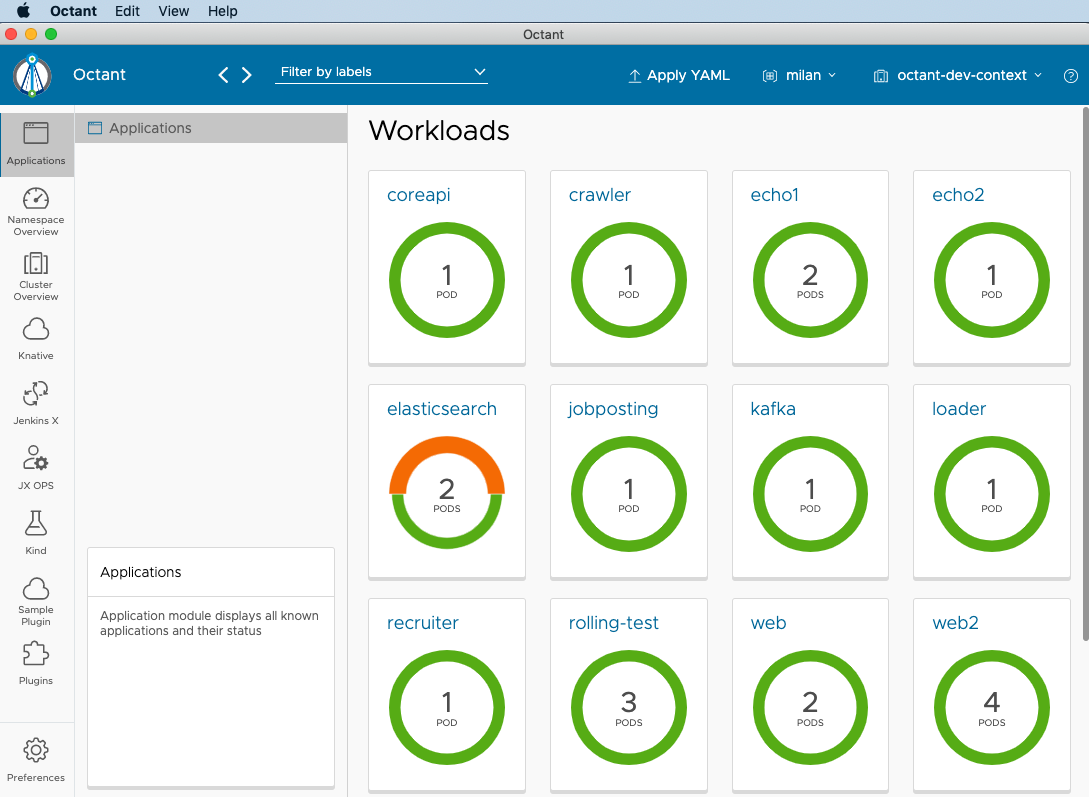 Octant Edit View Help
Octant
Octant
Filter by labels
Apply YAML
milan
octant-dev-context
?
Applications
Namespace
Overview
Cluster
Overview
Knative
Jenkins X
JX OPS
Kind
Sample
Plugin
Plugins
Preferences
Applications
Applications
Application module displays all known
applications and their status
Workloads
coreapi
1
POD
crawler
1
POD
echo1
2
PODS
echo2
1
POD
elasticsearch
2
PODS
jobposting
1
POD
kafka
1
POD
loader
1
POD
recruiter
1
POD
rolling-test
3
PODS
web
2
PODS
web2
4
PODS